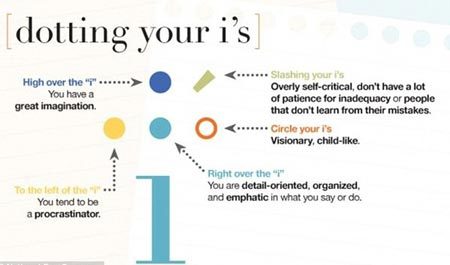 [dotting your i's]
High over the "i"
You have a
great imagination.
Slashing your i's
Overly self-critical, don't have a lot
of patience for inadequacy or people
that don't learn from their mistakes.
Circle your i's
Visionary, child-like.
To the left of the "i"
You tend to be
a procrastinator.
Right over the "i"
You are detail-oriented, organized,
and emphatic in what you say or do.
ı